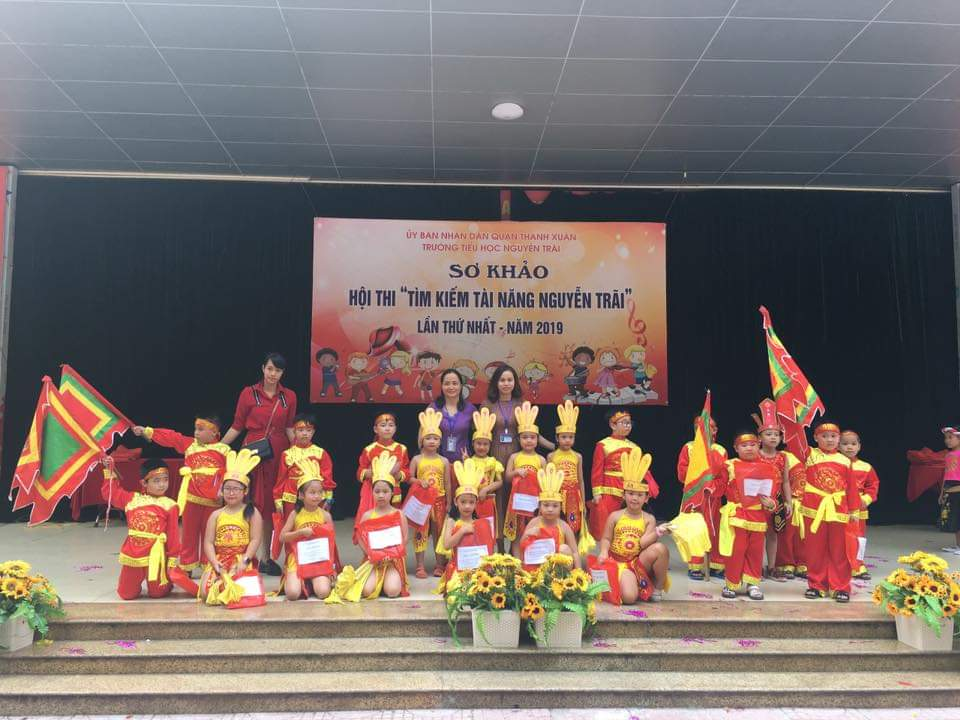 ỦY BAN NHÂN DÂN QUẬN THANH XUÂN
TRƯỜNG TIỂU HỌC NGUYỄN TRÃI
SƠ KHẢO
HỘI THI “TÌM KIẾM TÀI NĂNG NGUYỄN TRÃI”
LẦN THỨ NHẤT - NĂM 2019